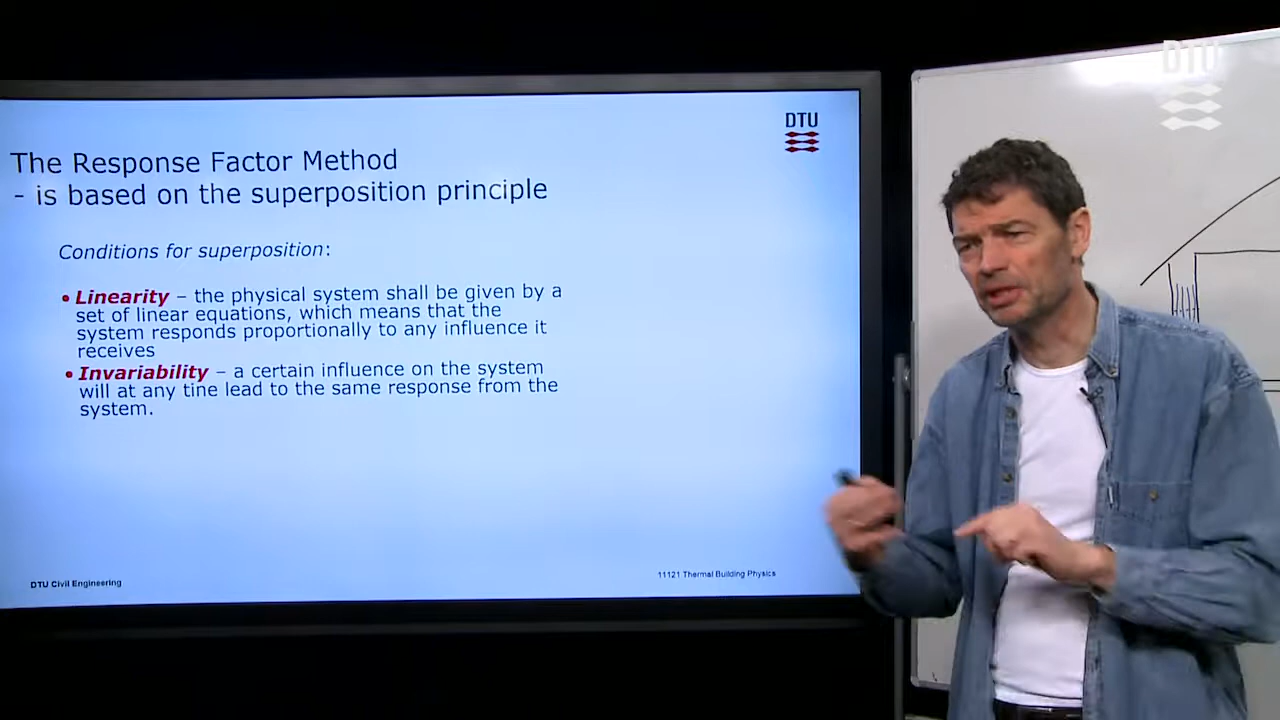 DTU
DTU
The Response Factor Method
- is based on the superposition principle
Conditions for superposition:
• Linearity – the physical system shall be given by a
set of linear equations, which means that the
system responds proportionally to any influence it
receives
• Invariability – a certain influence on the system
will at any tine lead to the same response from the
system.
DTU Civil Engineering
11121 Thermal Building Physics